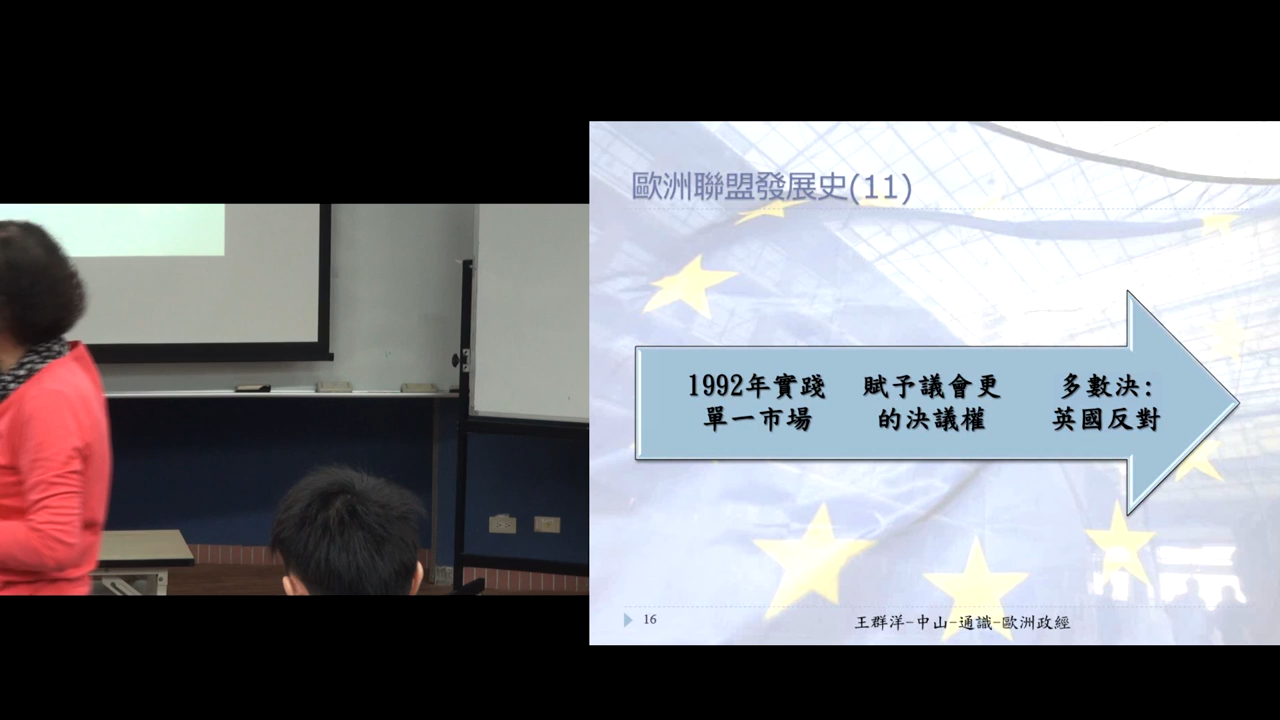 歐洲聯盟發展史(11)
1992年實踐
單一市場
賦予議會更
的決議權
多數決:
英國反對
16
王群洋-中山-通識-歐洲政經